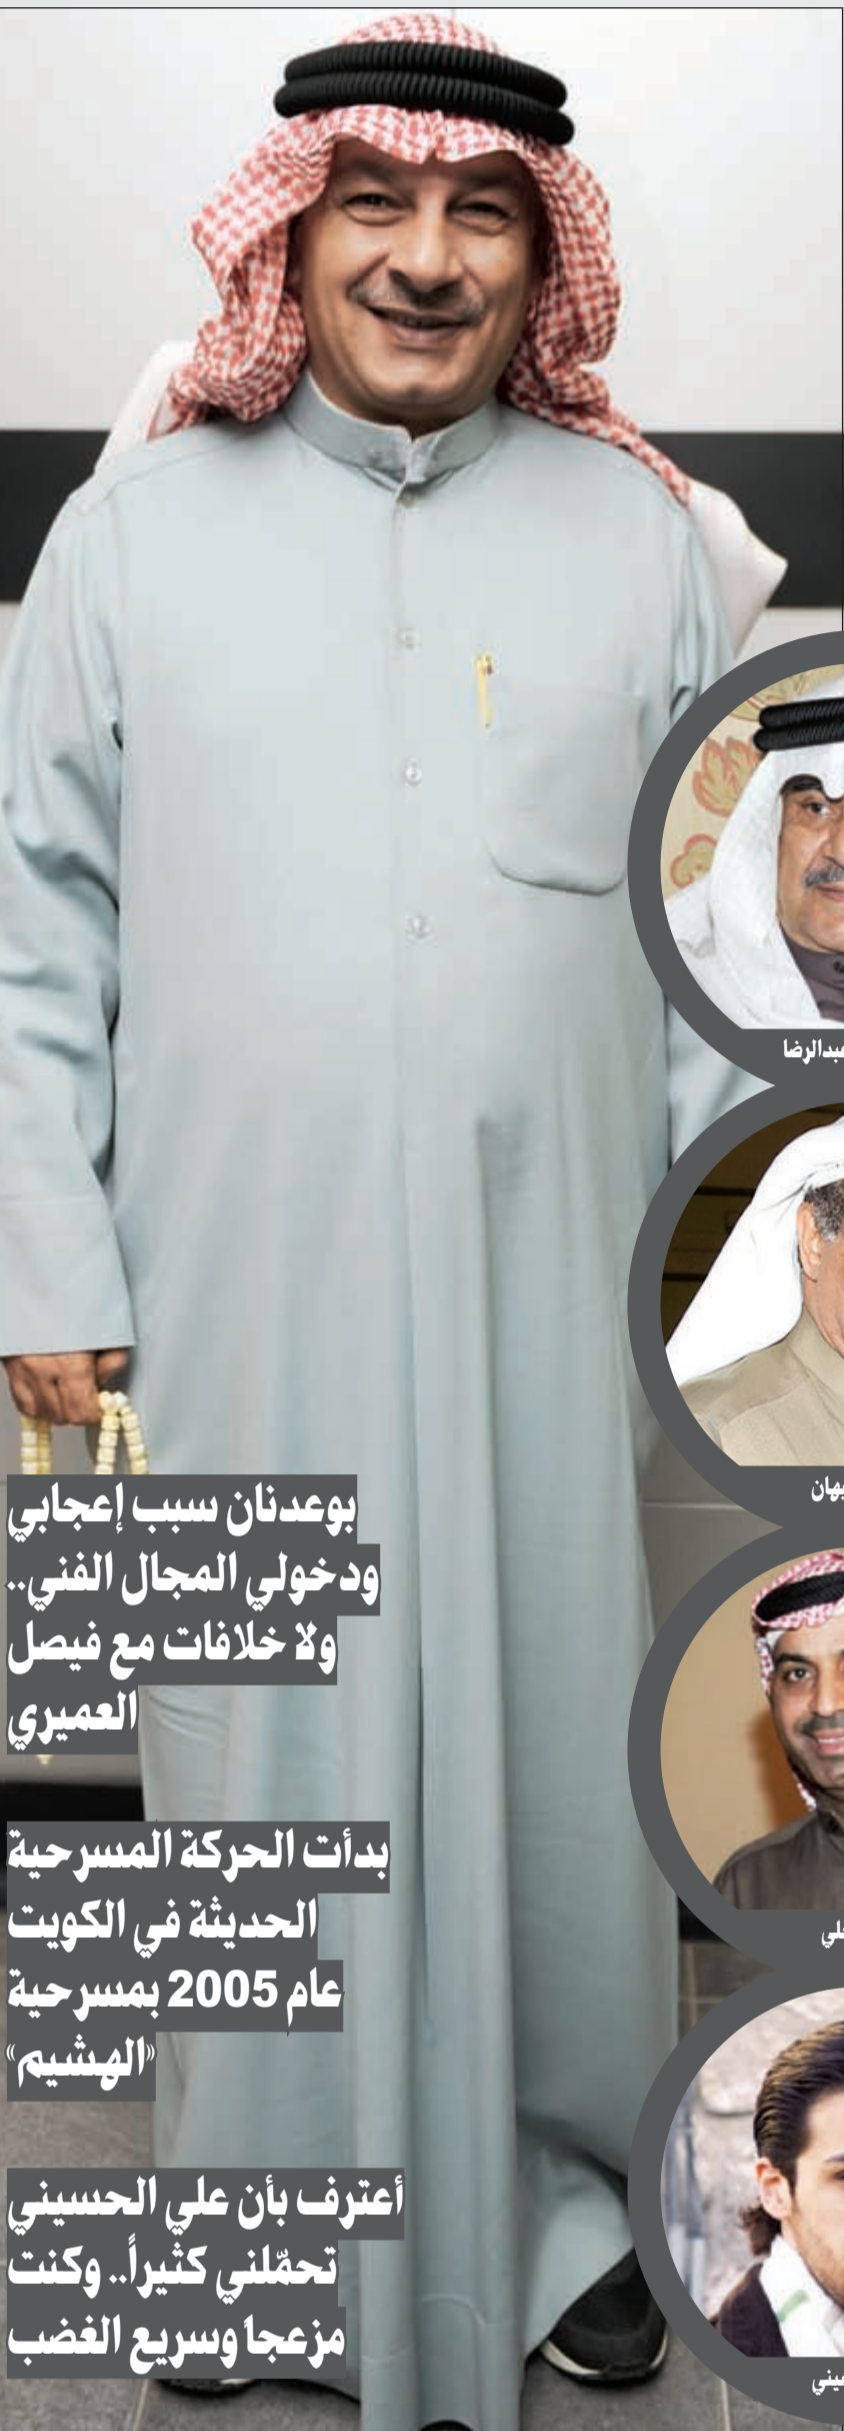 عبدالرضا
بوعدنان سبب إعجابي
ودخولي المجال الفني..
ولا خلافات مع فيصل
العميري
بدأت الحركة المسرحية
الحديثة في الكويت
عام 2005 بمسرحية
«الهشيم»
أعترف بأن علي الحسيني
تحمّلني كثيراً.. وكنت
مزعجاً وسريع الغضب